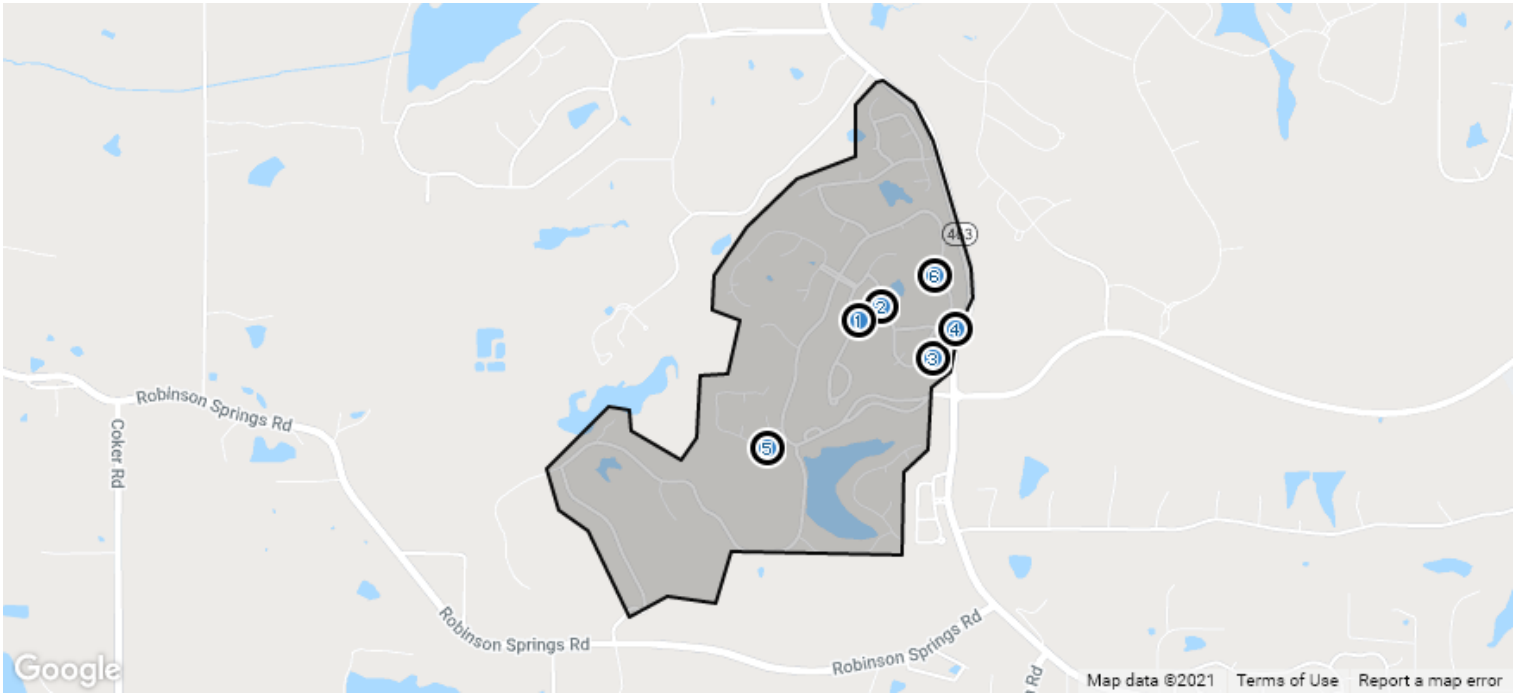 463
6
2
1
4
3
Robinson Springs Rd
Coker Rd
5
Robinson Springs Rd
Robinson Springs Rd
Rd
Google
Map data ©2021 Terms of Use Report a map error